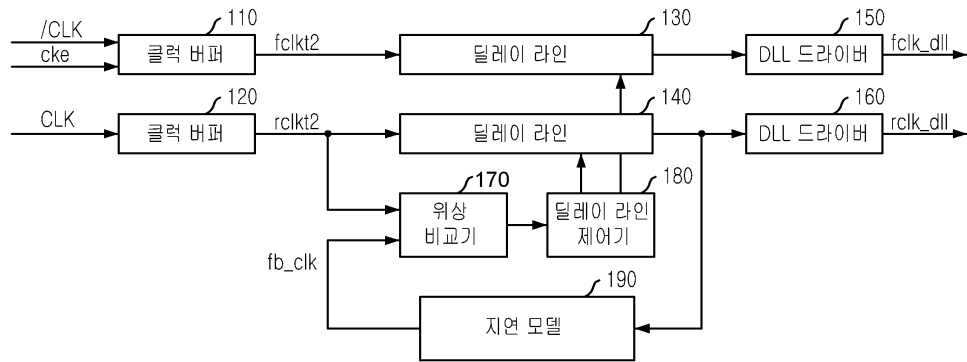 110
130
150
/CLK
cke
클럭 버퍼
fclkt2
딜레이 라인
DLL 드라이버
fclk_dll
120
140
160
CLK
클럭 버퍼
rclkt2
딜레이 라인
DLL 드라이버
rclk_dll
170
180
위상
비교기
딜레이 라인
제어기
fb_clk
190
지연 모델